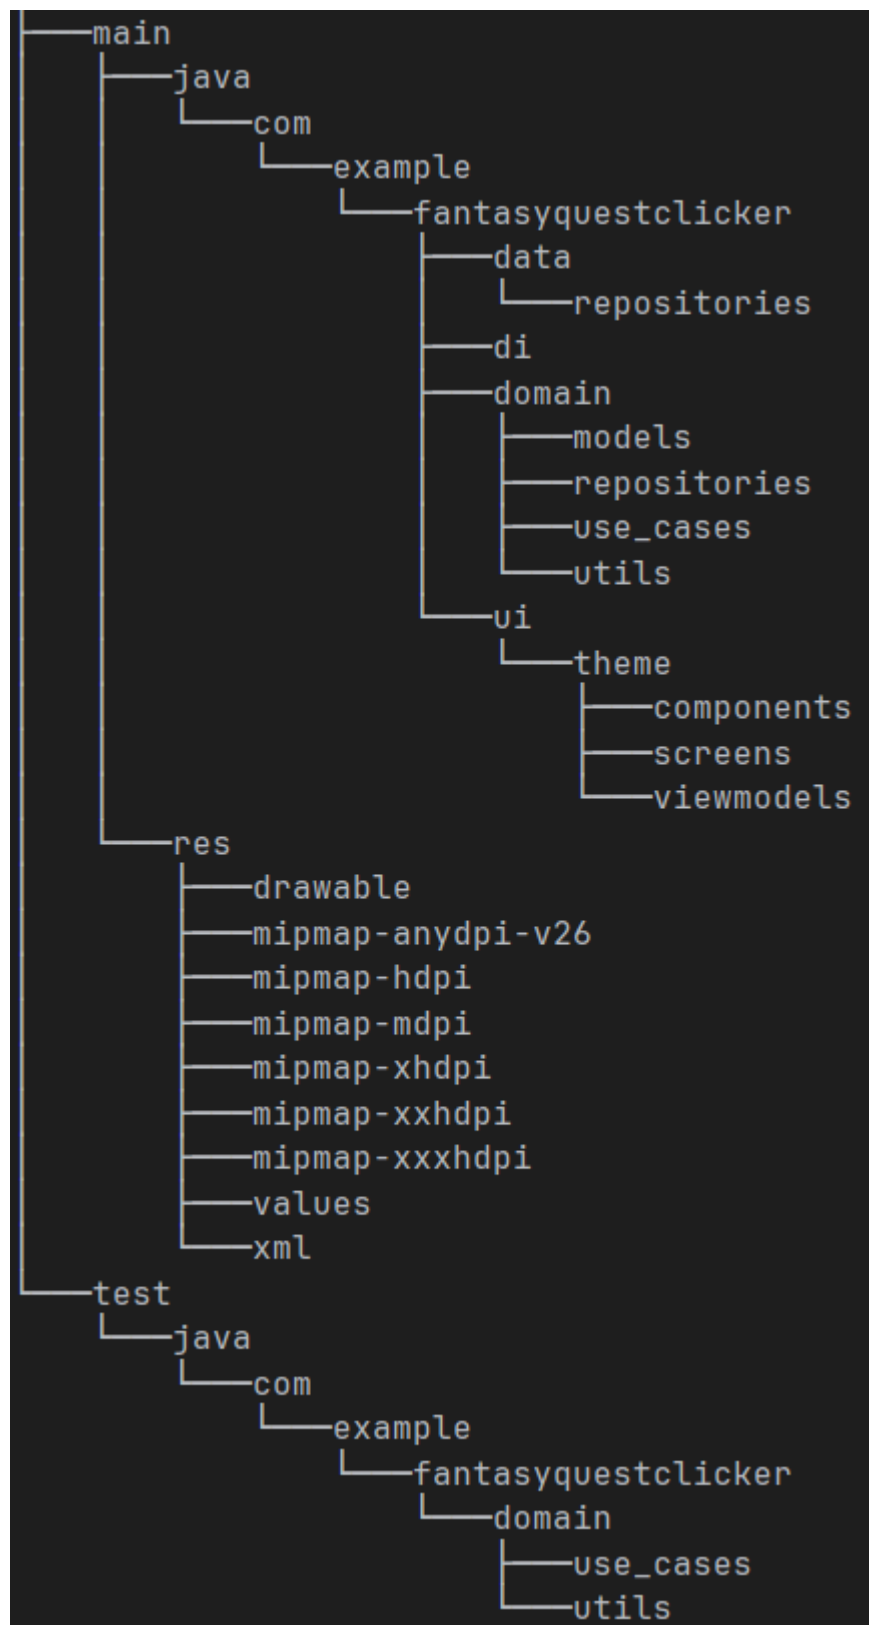 ├───main
│   ├───java
│   │   └───com
│   │       └───example
│   │           └───fantasyquestclicker
│   │               ├───data
│   │               │   └───repositories
│   │               ├───di
│   │               ├───domain
│   │               │   ├───models
│   │               │   ├───repositories
│   │               │   ├───use_cases
│   │               │   └───utils
│   │               └───ui
│   │                   └───theme
│   │                       ├───components
│   │                       ├───screens
│   │                       └───viewmodels
│   └───res
│       ├───drawable
│       ├───mipmap-anydpi-v26
│       ├───mipmap-hdpi
│       ├───mipmap-mdpi
│       ├───mipmap-xhdpi
│       ├───mipmap-xxhdpi
│       ├───mipmap-xxxhdpi
│       ├───values
│       └───xml
└───test
    └───java
        └───com
            └───example
                └───fantasyquestclicker
                    └───domain
                        ├───use_cases
                        └───utils